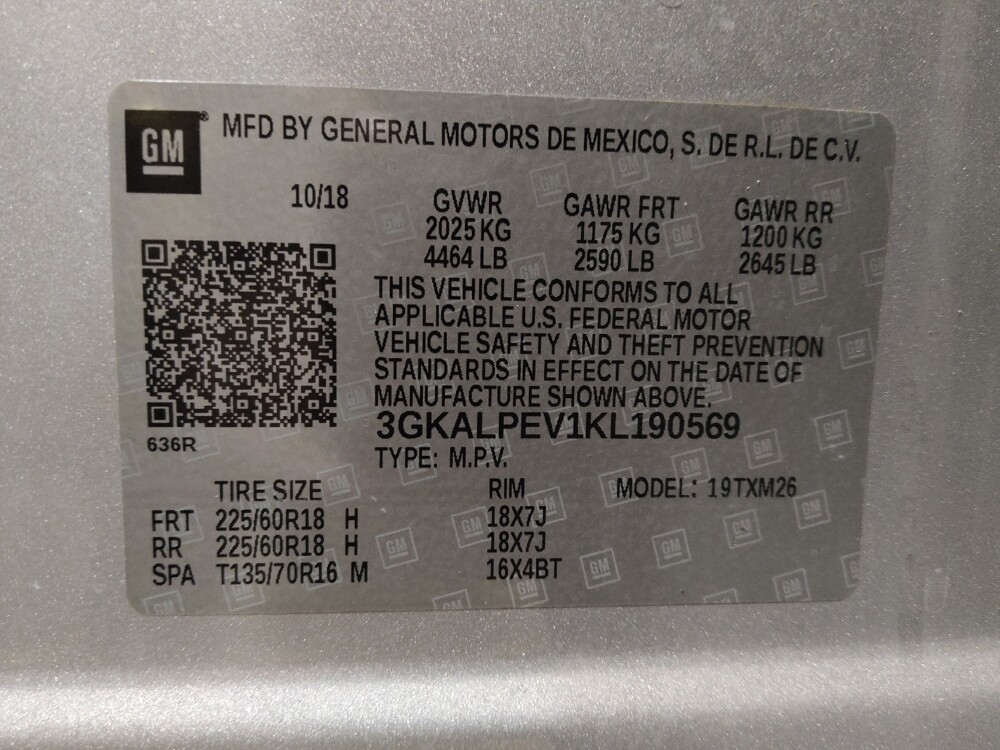 GM® MFD BY GENERAL MOTORS DE MEXICO, S. DE R.L. DE C.V.
10/18 GVWR GAWR FRT GAWR RR
2025 KG 1175 KG 1200 KG
4464 LB 2590 LB 2645 LB
THIS VEHICLE CONFORMS TO ALL
APPLICABLE U.S. FEDERAL MOTOR
VEHICLE SAFETY AND THEFT PREVENTION
STANDARDS IN EFFECT ON THE DATE OF
MANUFACTURE SHOWN ABOVE.
3GKALPEV1KL190569
636R
TYPE: M.P.V.
TIRE SIZE RIM MODEL: 19TXM26
FRT 225/60R18 H 18X7J
RR 225/60R18 H 18X7J
SPA T135/70R16 M 16X4BT